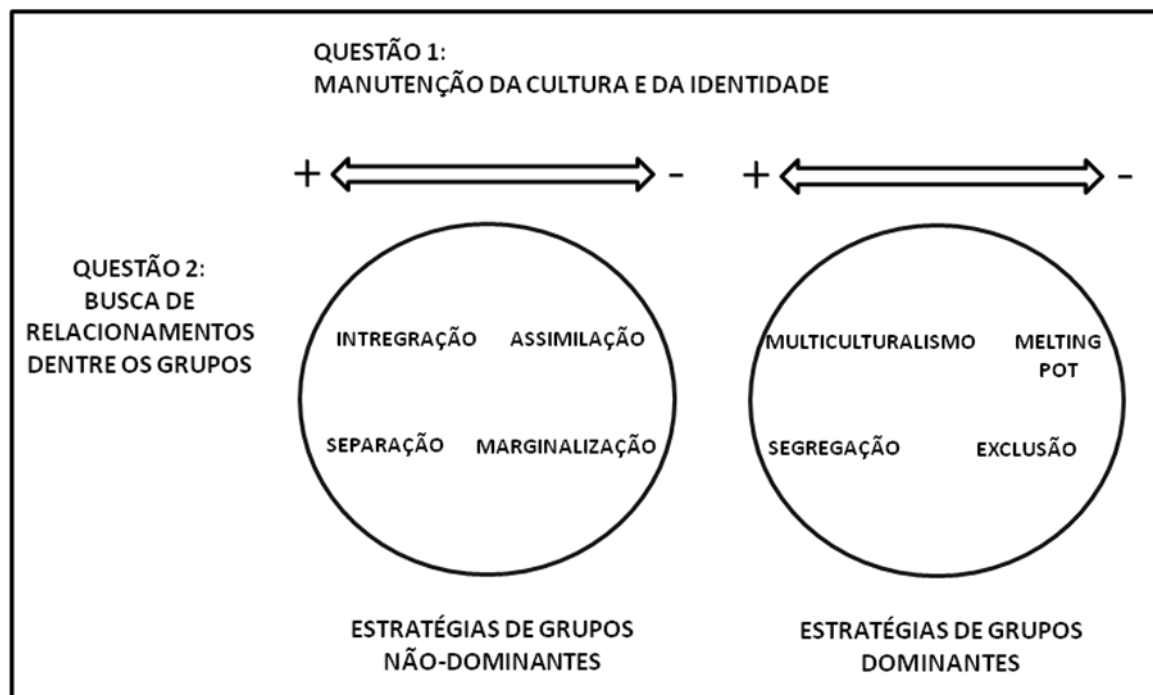 QUESTÃO 1:
MANUTENÇÃO DA CULTURA E DA IDENTIDADE
+ - + -
QUESTÃO 2:
BUSCA DE
RELACIONAMENTOS
DENTRE OS GRUPOS
INTREGRAÇÃO ASSIMILAÇÃO
SEPARAÇÃO MARGINALIZAÇÃO
MULTICULTURALISMO MELTING
POT
SEGREGAÇÃO EXCLUSÃO
ESTRATÉGIAS DE GRUPOS
NÃO-DOMINANTES
ESTRATÉGIAS DE GRUPOS
DOMINANTES